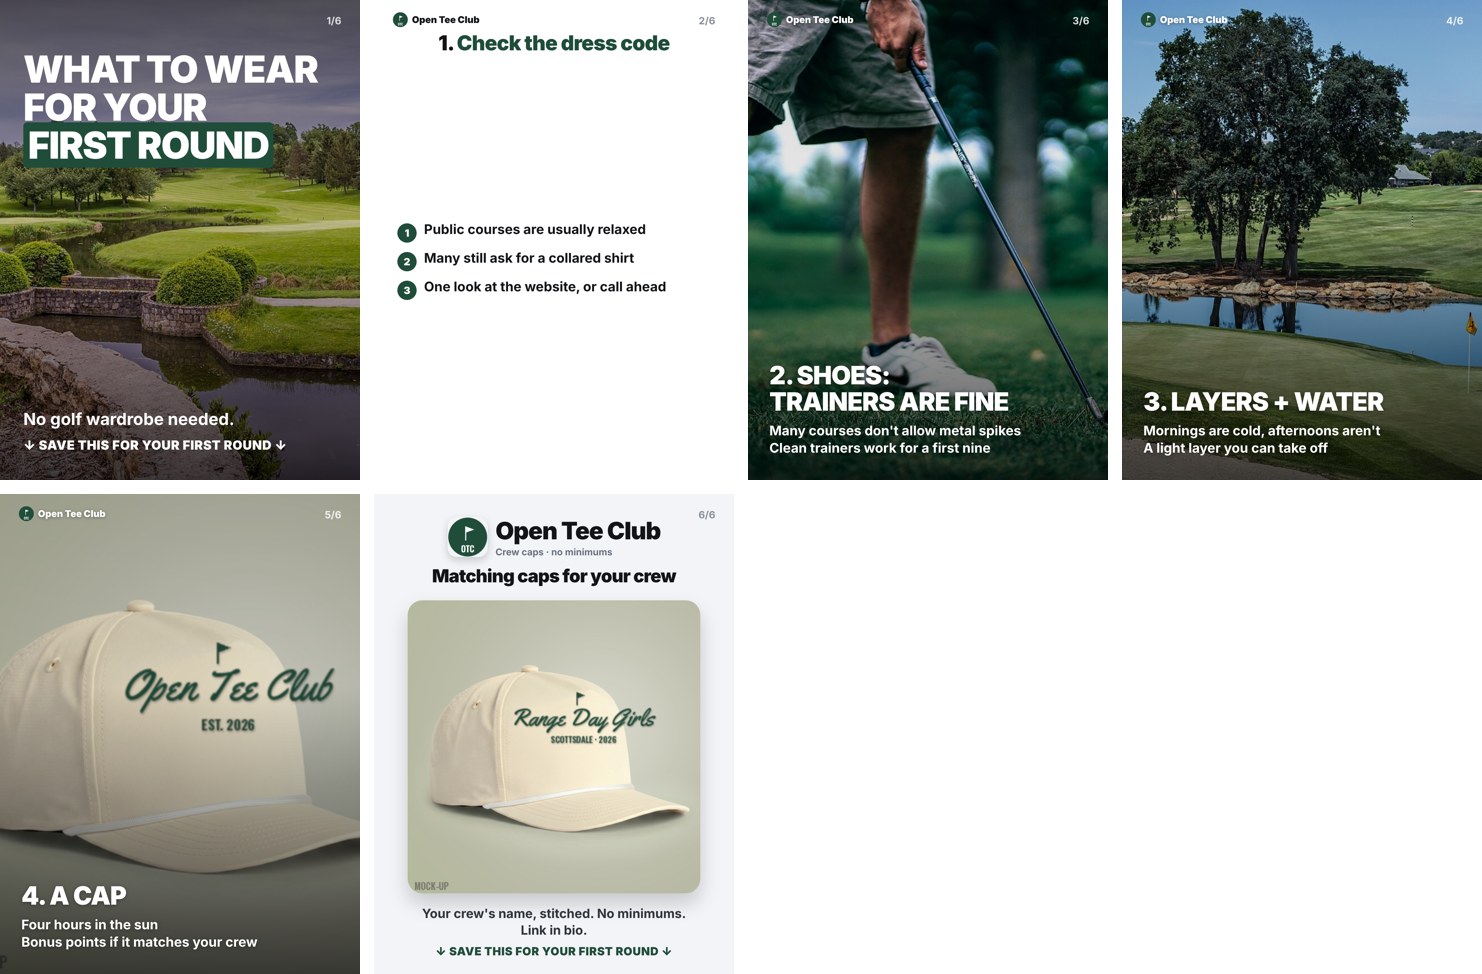 1/6
WHAT TO WEAR
FOR YOUR
FIRST ROUND
No golf wardrobe needed.
↓ SAVE THIS FOR YOUR FIRST ROUND ↓
Open Tee Club
2/6
1. Check the dress code
1 Public courses are usually relaxed
2 Many still ask for a collared shirt
3 One look at the website, or call ahead
Open Tee Club
3/6
2. SHOES:
TRAINERS ARE FINE
Many courses don't allow metal spikes
Clean trainers work for a first nine
Open Tee Club
4/6
3. LAYERS + WATER
Mornings are cold, afternoons aren't
A light layer you can take off
Open Tee Club
5/6
Open Tee Club
EST. 2026
4. A CAP
Four hours in the sun
Bonus points if it matches your crew
P
6/6
OTC
Open Tee Club
Crew caps · no minimums
Matching caps for your crew
Range Day Girls
SCOTTSDALE · 2026
MOCK-UP
Your crew's name, stitched. No minimums.
Link in bio.
↓ SAVE THIS FOR YOUR FIRST ROUND ↓